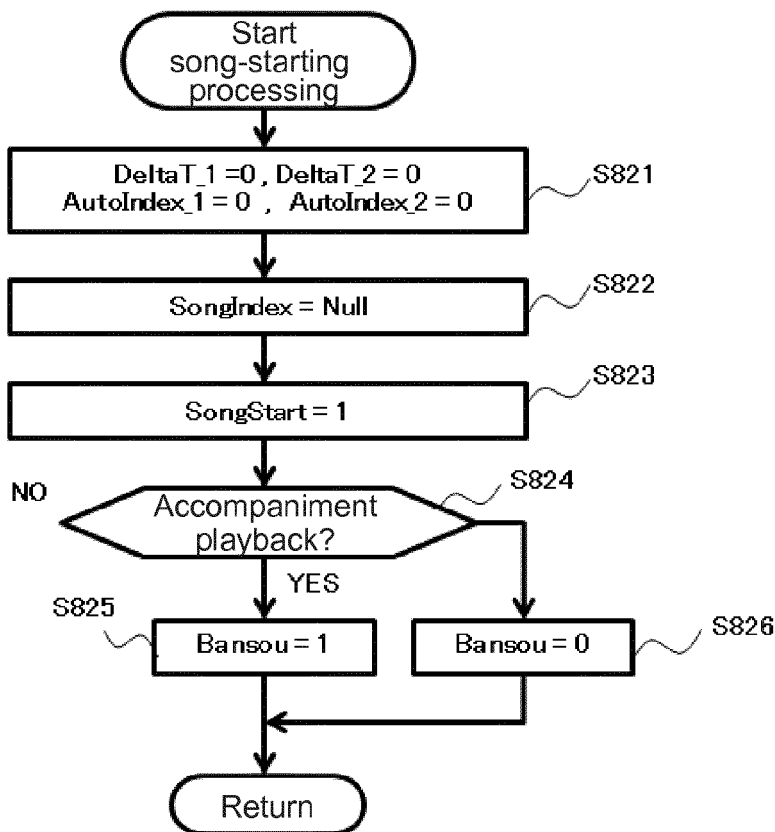 Start
song-starting
processing
DeltaT_1 =0 , DeltaT_2 = 0
AutoIndex_1 = 0 , AutoIndex_2 = 0
S821
SongIndex = Null
S822
SongStart = 1
S823
NO
Accompaniment
playback?
S824
YES
S825
Bansou = 1
Bansou = 0
S826
Return